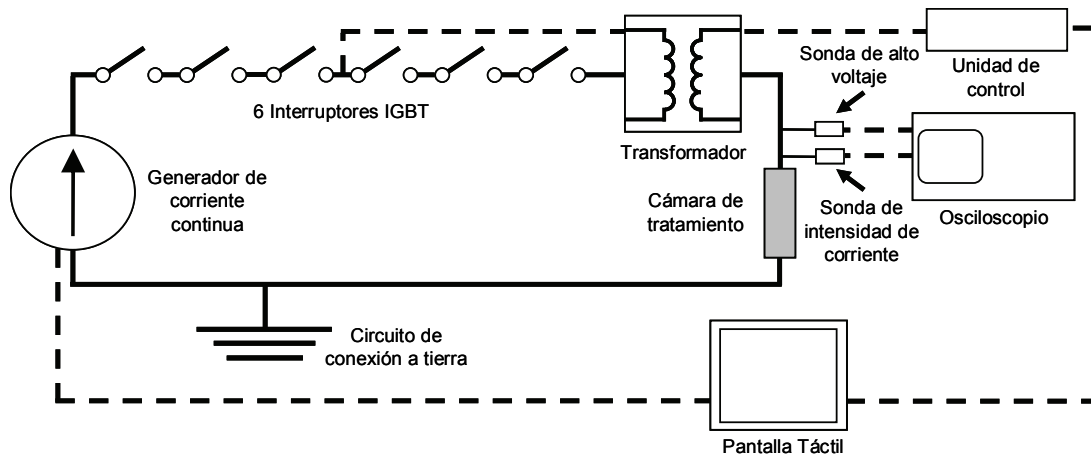 6 Interruptores IGBT
Generador de
corriente
continua
Transformador
Sonda de alto
voltaje
Unidad de
control
Cámara de
tratamiento
Sonda de
intensidad de
corriente
Osciloscopio
Circuito de
conexión a tierra
Pantalla Táctil